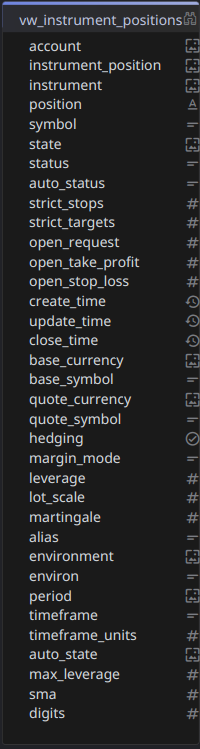 vw_instrument_positions
account
instrument_position
instrument
position
symbol
state
status
auto_status
strict_stops
strict_targets
open_request
open_take_profit
open_stop_loss
create_time
update_time
close_time
base_currency
base_symbol
quote_currency
quote_symbol
hedging
margin_mode
leverage
lot_scale
martingale
alias
environment
environ
period
timeframe
timeframe_units
auto_state
max_leverage
sma
digits